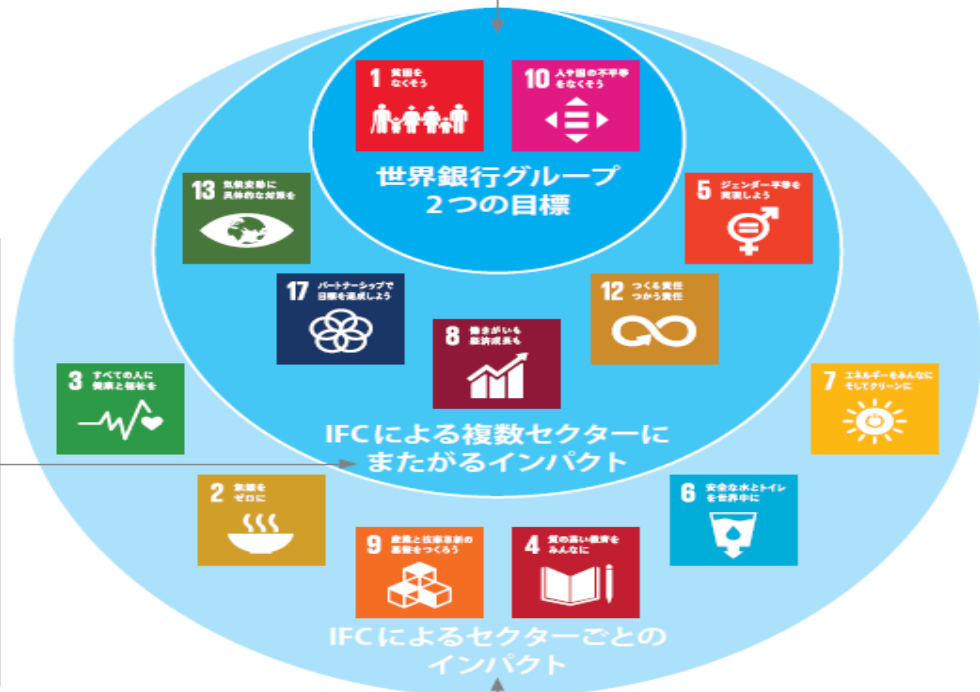 1 貧困を
なくそう
10 人や国の不平等
をなくそう
世界銀行グループ
2つの目標
13 気候変動に
具体的な対策を
5 ジェンダー平等を
実現しよう
17 パートナーシップで
目標を達成しよう
12 つくる責任
つかう責任
8 働きがいも
経済成長も
3 すべての人に
健康と福祉を
7 エネルギーをみんなに
そしてクリーンに
IFCによる複数セクターに
またがるインパクト
2 飢餓を
ゼロに
6 安全な水とトイレ
を世界中に
9 産業と技術革新の
基盤をつくろう
4 質の高い教育を
みんなに
IFCによるセクターごとの
インパクト